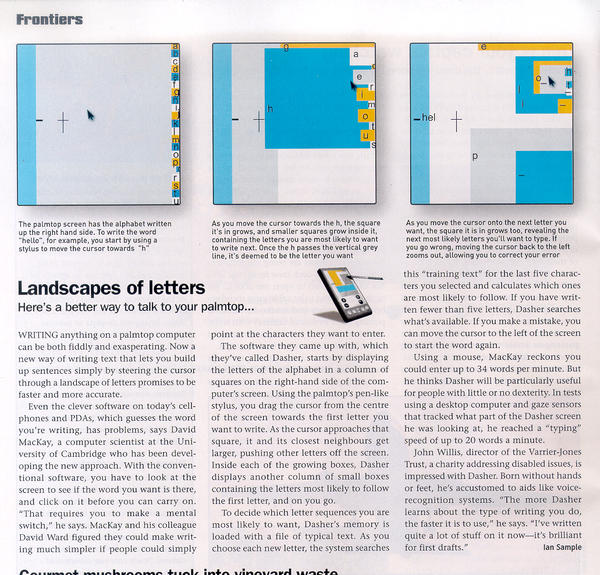 Frontiers
a
b
c
d
e
f
g
h
i
j
k
l
m
n
o
p
r
s
t
u
g
a
e
h
i
o
r
m
o
t
u
s
e
hel
o
l
p
The palmtop screen has the alphabet written
up the right hand side. To write the word
"hello", for example, you start by using a
stylus to move the cursor towards "h"
As you move the cursor towards the h, the square
it's in grows, and smaller squares grow inside it,
containing the letters you are most likely to want
to write next. Once the h passes the vertical grey
line, it's deemed to be the letter you want
As you move the cursor onto the next letter you
want, the square it is in grows too, revealing the
next most likely letters you'll want to type. If
you go wrong, moving the cursor back to the left
zooms out, allowing you to correct your error
Landscapes of letters
Here's a better way to talk to your palmtop...
WRITING anything on a palmtop computer
can be both fiddly and exasperating. Now a
new way of writing text that lets you build
up sentences simply by steering the cursor
through a landscape of letters promises to be
faster and more accurate.
Even the clever software on today's cell-
phones and PDAs, which guesses the word
you're writing, has problems, says David
MacKay, a computer scientist at the Uni-
versity of Cambridge who has been devel-
oping the new approach. With the conven-
tional software, you have to look at the
screen to see if the word you want is there,
and click on it before you can carry on.
"That requires you to make a mental
switch," he says. MacKay and his colleague
David Ward figured they could make writ-
ing much simpler if people could simply
point at the characters they want to enter.
The software they came up with, which
they've called Dasher, starts by displaying
the letters of the alphabet in a column of
squares on the right-hand side of the com-
puter's screen. Using the palmtop's pen-like
stylus, you drag the cursor from the centre
of the screen towards the first letter you
want to write. As the cursor approaches that
square, it and its closest neighbours get
larger, pushing other letters off the screen.
Inside each of the growing boxes, Dasher
displays another column of small boxes
containing the letters most likely to follow
the first letter, and on you go.
To decide which letter sequences you are
most likely to want, Dasher's memory is
loaded with a file of typical text. As you
choose each new letter, the system searches
this "training text" for the last five charac-
ters you selected and calculates which ones
are most likely to follow. If you have writ-
ten fewer than five letters, Dasher searches
what's available. If you make a mistake, you
can move the cursor to the left of the screen
to start the word again.
Using a mouse, MacKay reckons you
could enter up to 34 words per minute. But
he thinks Dasher will be particularly useful
for people with little or no dexterity. In tests
using a desktop computer and gaze sensors
that tracked what part of the Dasher screen
he was looking at, he reached a "typing"
speed of up to 20 words a minute.
John Willis, director of the Varrier-Jones
Trust, a charity addressing disabled issues, is
impressed with Dasher. Born without hands
or feet, he's accustomed to aids like voice-
recognition systems. "The more Dasher
learns about the type of writing you do,
the faster it is to use," he says. "I've written
quite a lot of stuff on it now—it's brilliant
for first drafts."
Ian Sample
Gourmet mushrooms tuck into vineyard waste